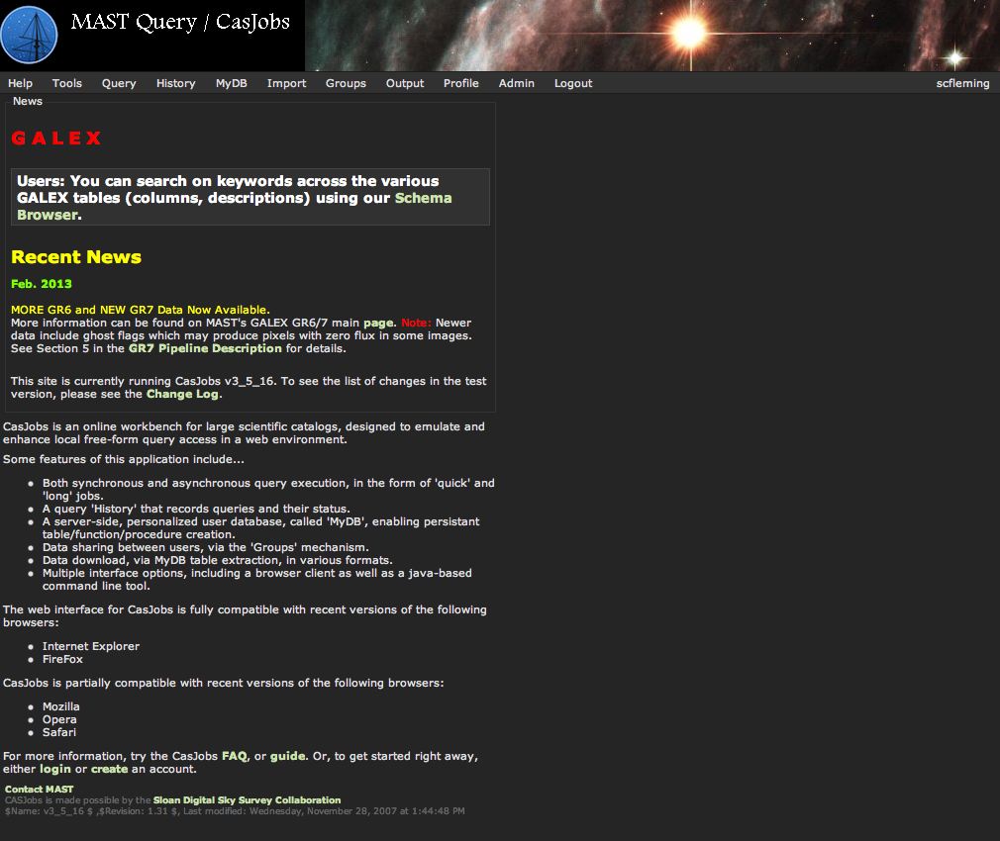 MAST Query / CasJobs
Help Tools Query History MyDB Import Groups Output Profile Admin Logout scfleming
News
G A L E X
Users: You can search on keywords across the various
GALEX tables (columns, descriptions) using our Schema
Browser.
Recent News
Feb. 2013
MORE GR6 and NEW GR7 Data Now Available.
More information can be found on MAST's GALEX GR6/7 main page. Note: Newer
data include ghost flags which may produce pixels with zero flux in some images.
See Section 5 in the GR7 Pipeline Description for details.
This site is currently running CasJobs v3_5_16. To see the list of changes in the test
version, please see the Change Log.
CasJobs is an online workbench for large scientific catalogs, designed to emulate and
enhance local free-form query access in a web environment.
Some features of this application include...
• Both synchronous and asynchronous query execution, in the form of 'quick' and
'long' jobs.
• A query 'History' that records queries and their status.
• A server-side, personalized user database, called 'MyDB', enabling persistant
table/function/procedure creation.
• Data sharing between users, via the 'Groups' mechanism.
• Data download, via MyDB table extraction, in various formats.
• Multiple interface options, including a browser client as well as a java-based
command line tool.
The web interface for CasJobs is fully compatible with recent versions of the following
browsers:
• Internet Explorer
• FireFox
CasJobs is partially compatible with recent versions of the following browsers:
• Mozilla
• Opera
• Safari
For more information, try the CasJobs FAQ, or guide. Or, to get started right away,
either login or create an account.
Contact MAST
CASJobs is made possible by the Sloan Digital Sky Survey Collaboration
$Name: v3_5_16 $ ,$Revision: 1.31 $, Last modified: Wednesday, November 28, 2007 at 1:44:48 PM